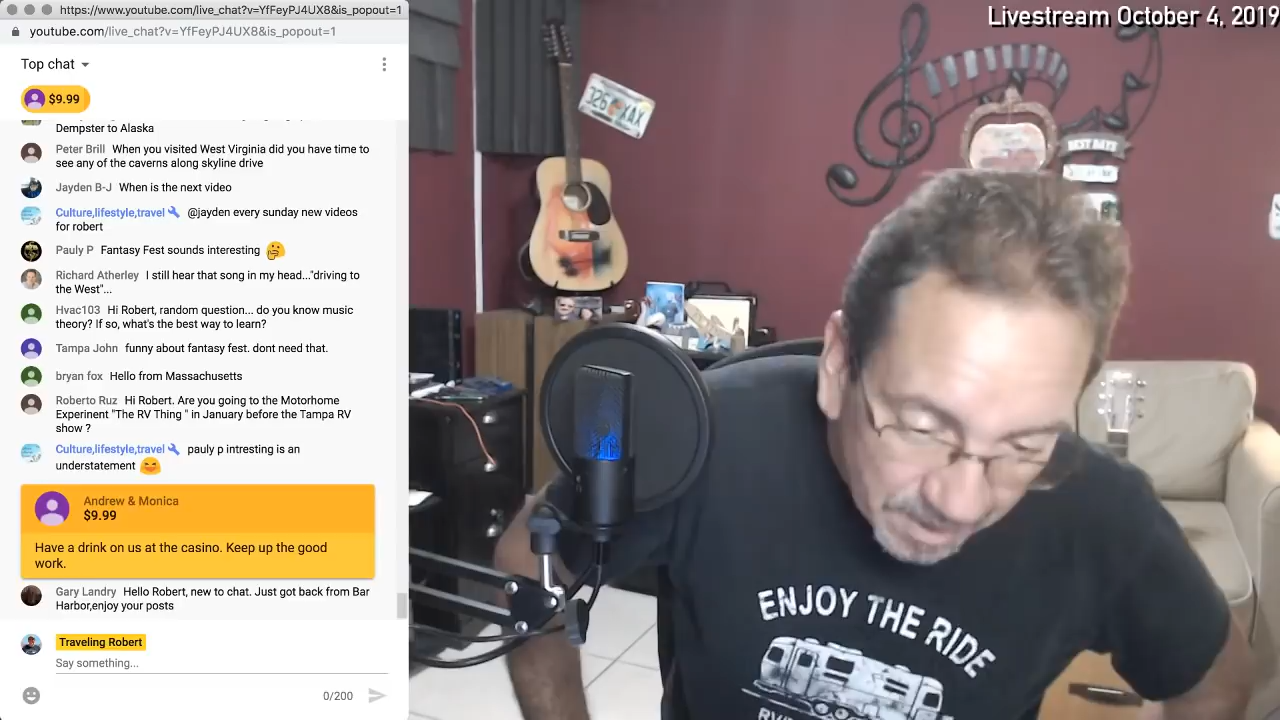 https://www.youtube.com/live_chat?v=YfFeyPJ4UX8&is_popout=1
youtube.com/live_chat?v=YfFeyPJ4UX8&is_popout=1
Livestream October 4, 2019
Top chat
$9.99
Dempster to Alaska
Peter Brill When you visited West Virginia did you have time to
see any of the caverns along skyline drive
Jayden B-J When is the next video
Culture,lifestyle,travel @jayden every sunday new videos
for robert
Pauly P Fantasy Fest sounds interesting 🤔
Richard Atherley I still hear that song in my head..."driving to
the West"...
Hvac103 Hi Robert, random question... do you know music
theory? If so, what's the best way to learn?
Tampa John funny about fantasy fest. dont need that.
bryan fox Hello from Massachusetts
Roberto Ruz Hi Robert. Are you going to the Motorhome
Experiment "The RV Thing " in January before the Tampa RV
show ?
Culture,lifestyle,travel pauly p intresting is an
understatement 😆
Andrew & Monica
$9.99
Have a drink on us at the casino. Keep up the good
work.
Gary Landry Hello Robert, new to chat. Just got back from Bar
Harbor,enjoy your posts
Traveling Robert
Say something...
0/200
BEST DAYS
ENJOY THE RIDE